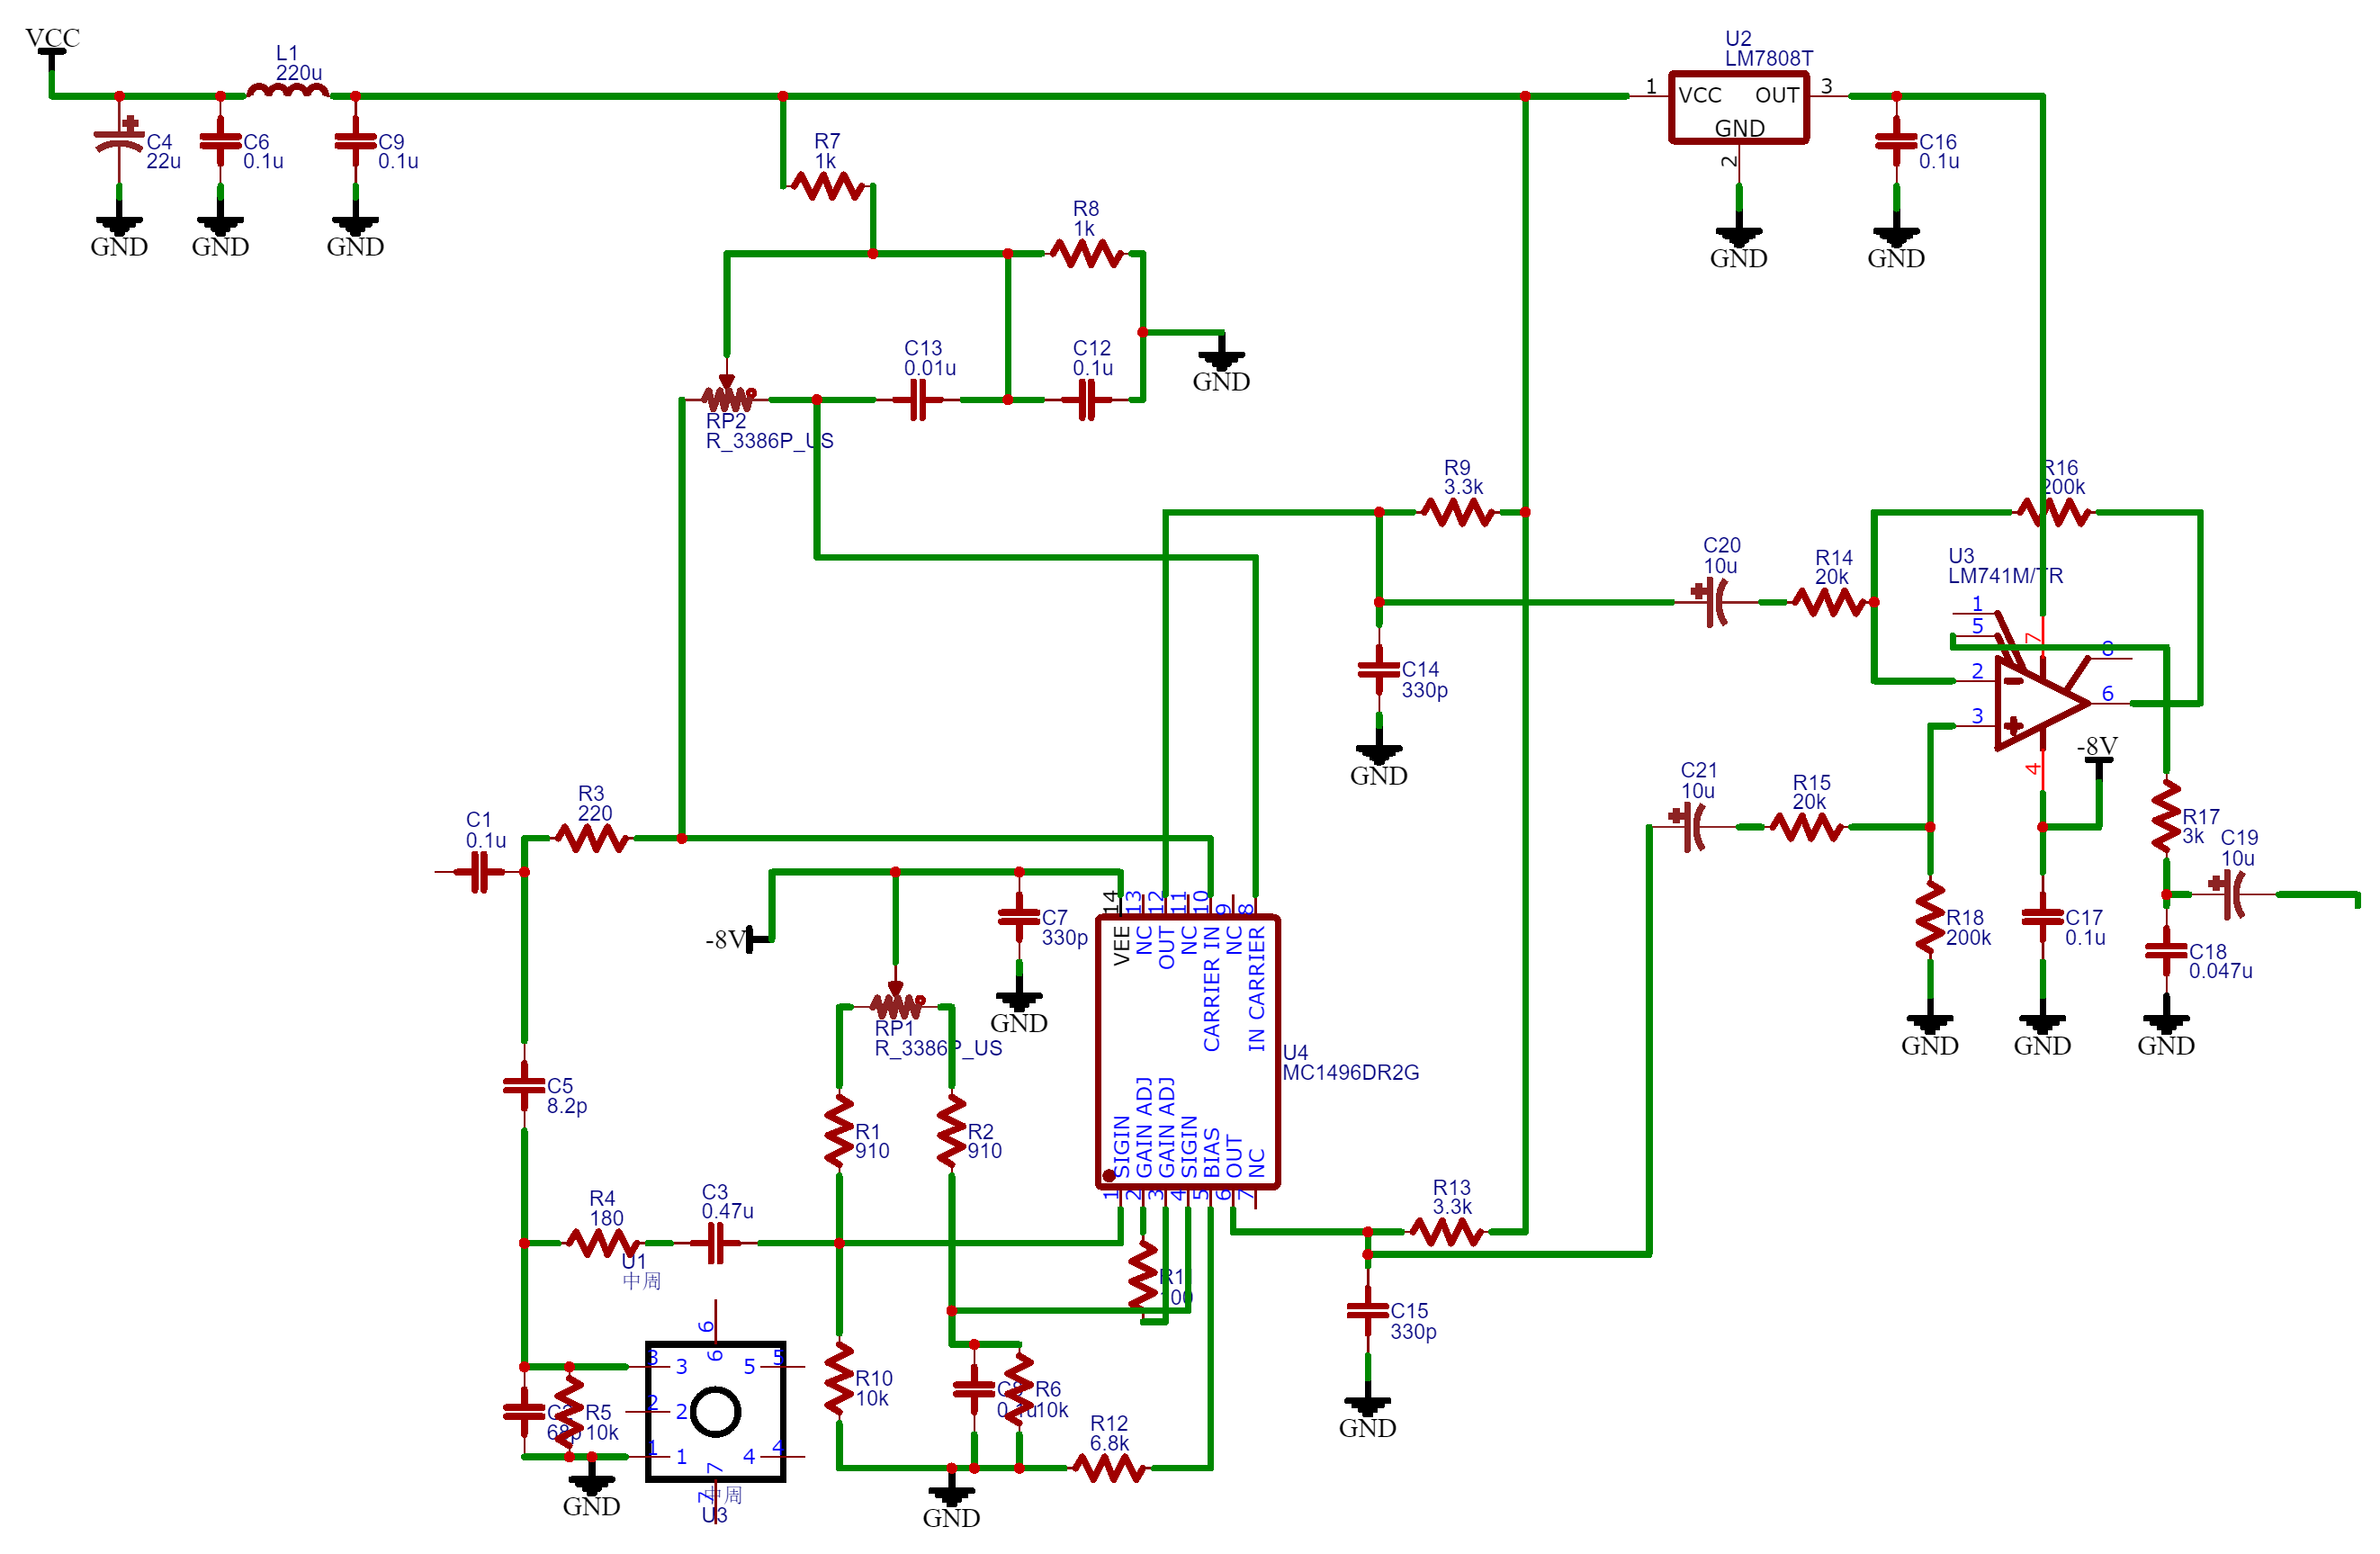 VCC
L1
220u
C4
22u
C6
0.1u
C9
0.1u
GND
GND
GND
R7
1k
R8
1k
C13
0.01u
C12
0.1u
GND
RP2
R_3386P_US
U2
LM7808T
1
VCC
OUT
3
GND
2
C16
0.1u
GND
GND
R9
3.3k
R16
200k
C20
10u
R14
20k
U3
LM741M/TR
1
5
7
8
2
6
3
4
-8V
C14
330p
GND
C21
10u
R15
20k
R17
3k
C19
10u
R18
200k
C17
0.1u
C18
0.047u
GND
GND
GND
C1
0.1u
R3
220
-8V
C7
330p
GND
RP1
R_3386P_US
14
13
12
11
10
9
8
VEE
NC
OUT
NC
CARRIER IN
NC
IN CARRIER
U4
MC1496DR2G
SIGIN
GAIN ADJ
GAIN ADJ
SIGIN
BIAS
OUT
NC
1
2
3
4
5
6
7
C5
8.2p
R1
910
R2
910
R4
180
C3
0.47u
U1
中周
R13
3.3k
C15
330p
GND
R11
100
6
6
3
3
5
5
2
2
1
1
4
4
7
7
中周
U3
C2
68p
R5
10k
GND
R10
10k
0.1u
R6
10k
R12
6.8k
GND